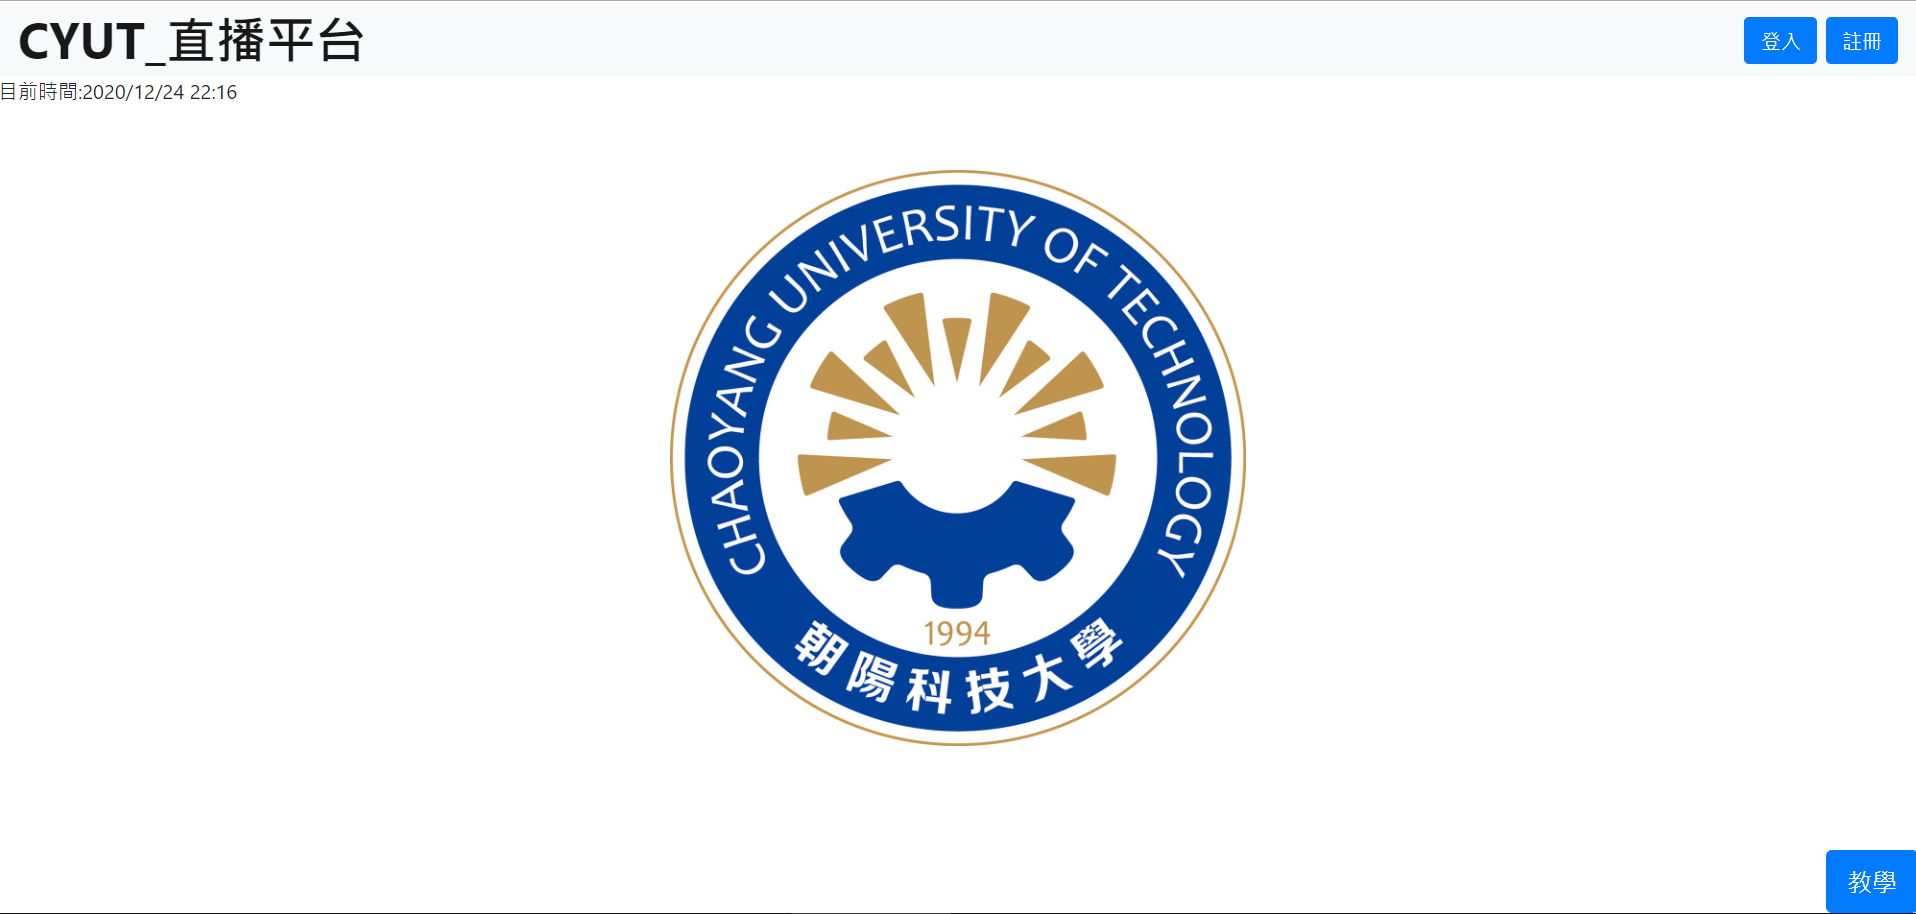 CYUT_直播平台
登入
註冊
目前時間:2020/12/24 22:16
CHAOYANG UNIVERSITY OF TECHNOLOGY
1994
朝陽科技大學
教學